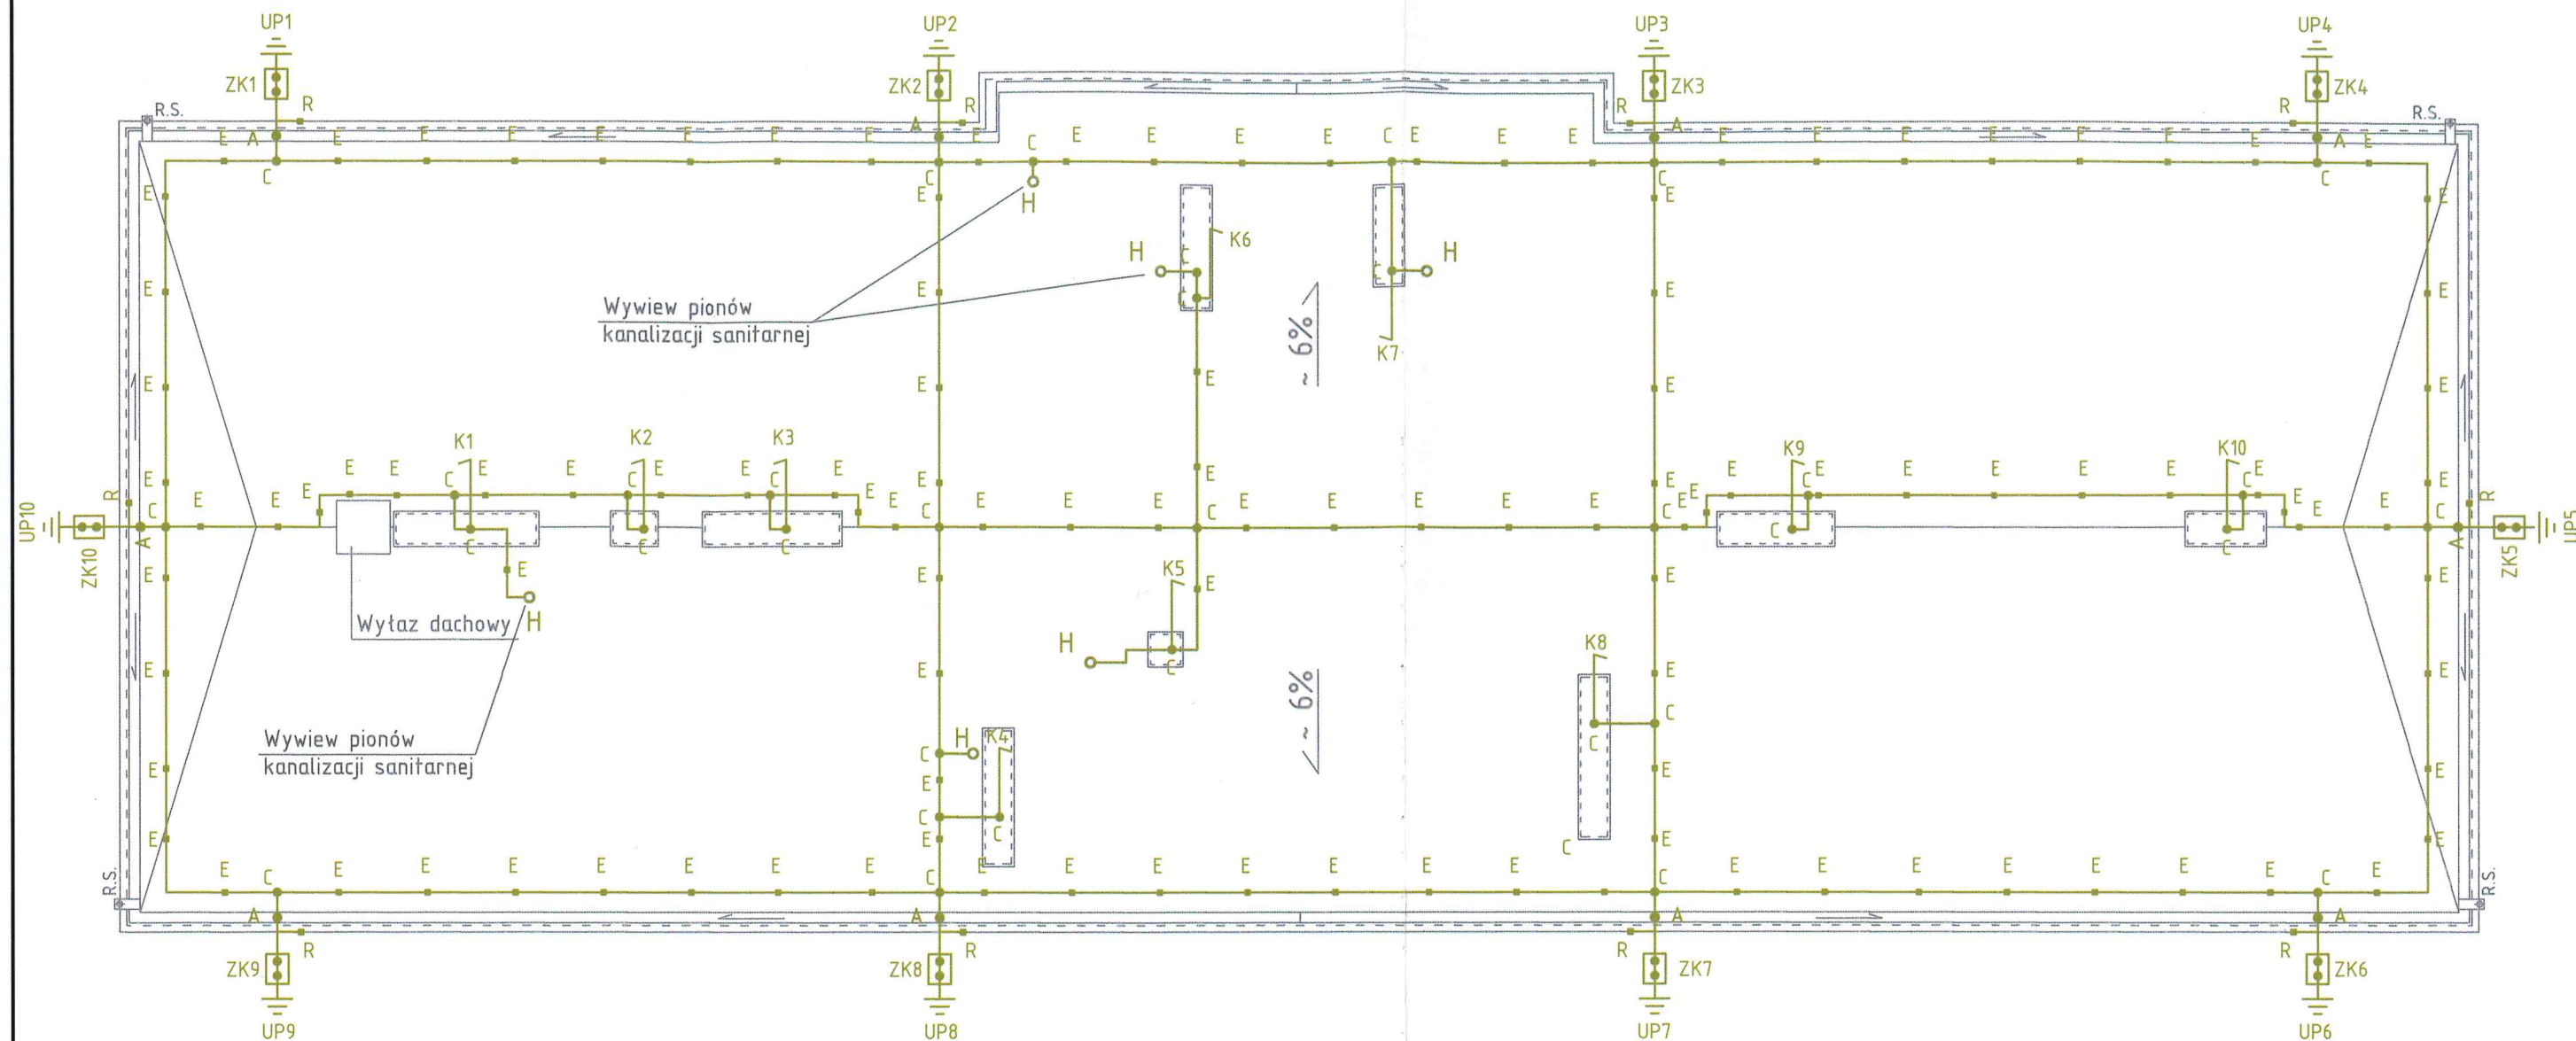 UP1 UP2 UP3 UP4
ZK1 ZK2 ZK3 ZK4
R R R R
R.S. R.S.
E A E E E E E E E A E E E E E C E E A E E E E E E E A E
C
C C C C
E E H E E
H K6 H
C C
E E C E E
Wywiew pionów
kanalizacji sanitarnej
~ 6%
K7
E E E E E
K1 K2 K3 K9 K10
E E C E E C E E C E E C E E E E E C E
E E E E E E
R C E E E E C E E E C E E E E E C E E E E E C R
UP10 ZK10 A C C C C C A ZK5 UP5
E E E K5 E E E
Wyłaz dachowy H
H C
K8
E E ~ 6% E E
C C
Wywiew pionów
kanalizacji sanitarnej
C H K4
E E E E
C C
E E E C E E
R.S. R.S.
E C E E E E E E E C E E E E E E E C E E E E E E E C E
A A A A
R R R R
ZK9 ZK8 ZK7 ZK6
UP9 UP8 UP7 UP6